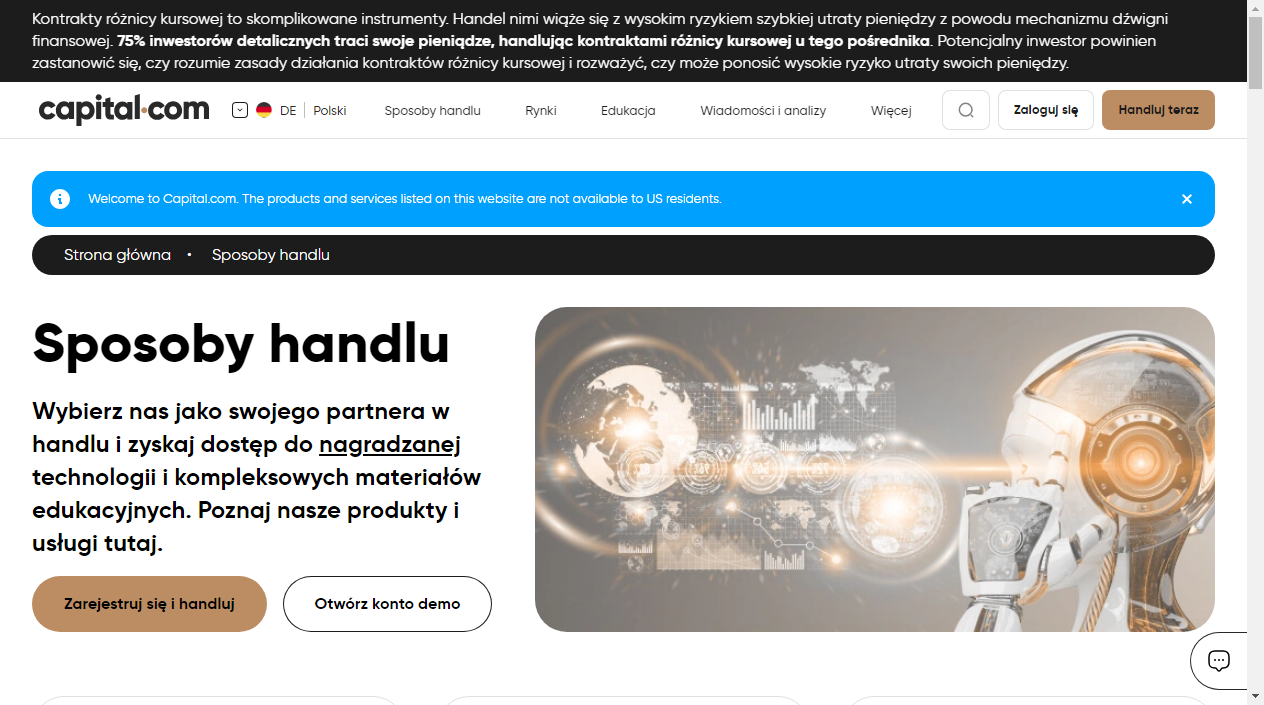 Kontrakty różnicy kursowej to skomplikowane instrumenty. Handel nimi wiąże się z wysokim ryzykiem szybkiej utraty pieniędzy z powodu mechanizmu dźwigni
finansowej. 75% inwestorów detalicznych traci swoje pieniądze, handlując kontraktami różnicy kursowej u tego pośrednika. Potencjalny inwestor powinien
zastanowić się, czy rozumie zasady działania kontraktów różnicy kursowej i rozważyć, czy może ponosić wysokie ryzyko utraty swoich pieniędzy.
capital.com DE Polski Sposoby handlu Rynki Edukacja Wiadomości i analizy Więcej Zaloguj się Handluj teraz
Welcome to Capital.com. The products and services listed on this website are not available to US residents.
Strona główna • Sposoby handlu
Sposoby handlu
Wybierz nas jako swojego partnera w
handlu i zyskaj dostęp do nagradzanej
technologii i kompleksowych materiałów
edukacyjnych. Poznaj nasze produkty i
usługi tutaj.
Zarejestruj się i handluj Otwórz konto demo